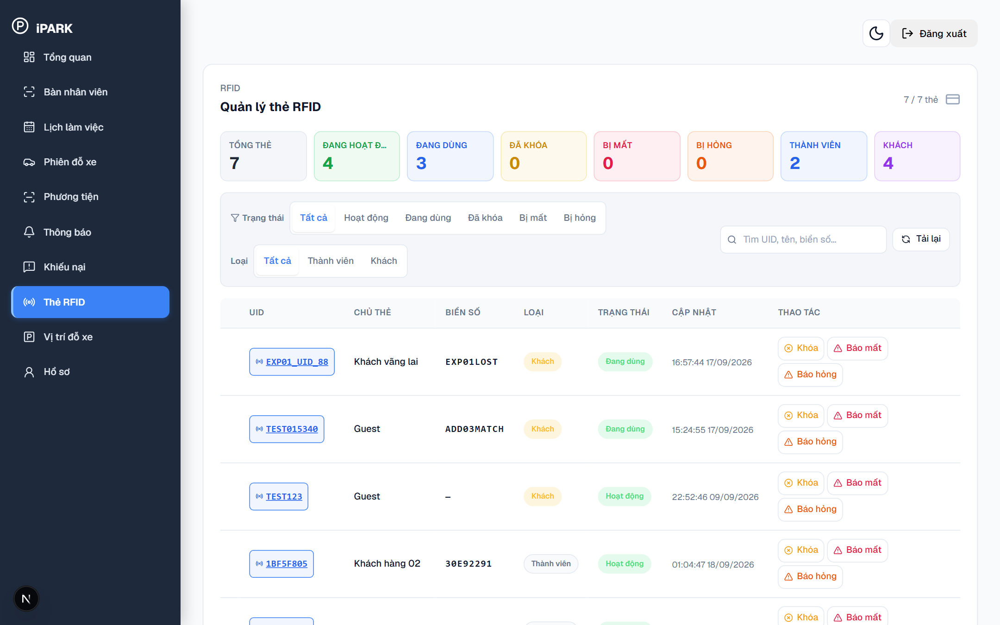 iPARK
Tổng quan
Bàn nhân viên
Lịch làm việc
Phiên đỗ xe
Phương tiện
Thông báo
Khiếu nại
Thẻ RFID
Vị trí đỗ xe
Hồ sơ
Đăng xuất
RFID
Quản lý thẻ RFID
7 / 7 thẻ
TỔNG THẺ
7
ĐANG HOẠT Đ...
4
ĐANG DÙNG
3
ĐÃ KHÓA
0
BỊ MẤT
0
BỊ HỎNG
0
THÀNH VIÊN
2
KHÁCH
4
Trạng thái Tất cả Hoạt động Đang dùng Đã khóa Bị mất Bị hỏng
Tìm UID, tên, biển số... Tải lại
Loại Tất cả Thành viên Khách
UID CHỦ THẺ BIỂN SỐ LOẠI TRẠNG THÁI CẬP NHẬT THAO TÁC
EXP01_UID_88 Khách vãng lai EXP01LOST Khách Đang dùng 16:57:44 17/09/2026 Khóa Báo mất
Báo hỏng
TEST015340 Guest ADD03MATCH Khách Đang dùng 15:24:55 17/09/2026 Khóa Báo mất
Báo hỏng
TEST123 Guest – Khách Hoạt động 22:52:46 09/09/2026 Khóa Báo mất
Báo hỏng
1BF5F805 Khách hàng 02 30E92291 Thành viên Hoạt động 01:04:47 18/09/2026 Khóa Báo mất
Báo hỏng
Khóa Báo mất